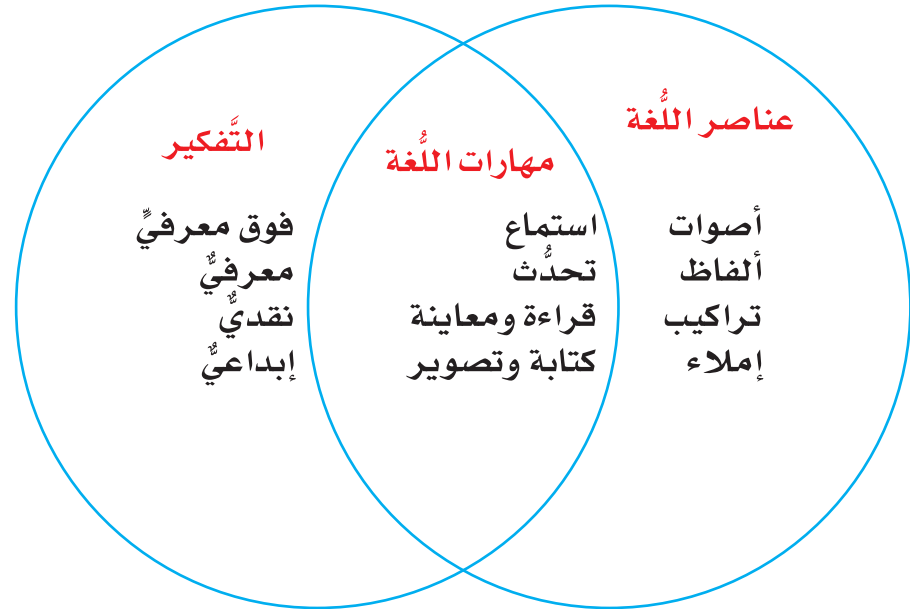 عناصر اللُّغة
أصوات
ألفاظ
تراكيب
إملاء
مهارات اللُّغة
استماع
تحدُّث
قراءة ومعاينة
كتابة وتصوير
التَّفكير
فوق معرفيٍّ
معرفيٌّ
نقديٌّ
إبداعيٌّ